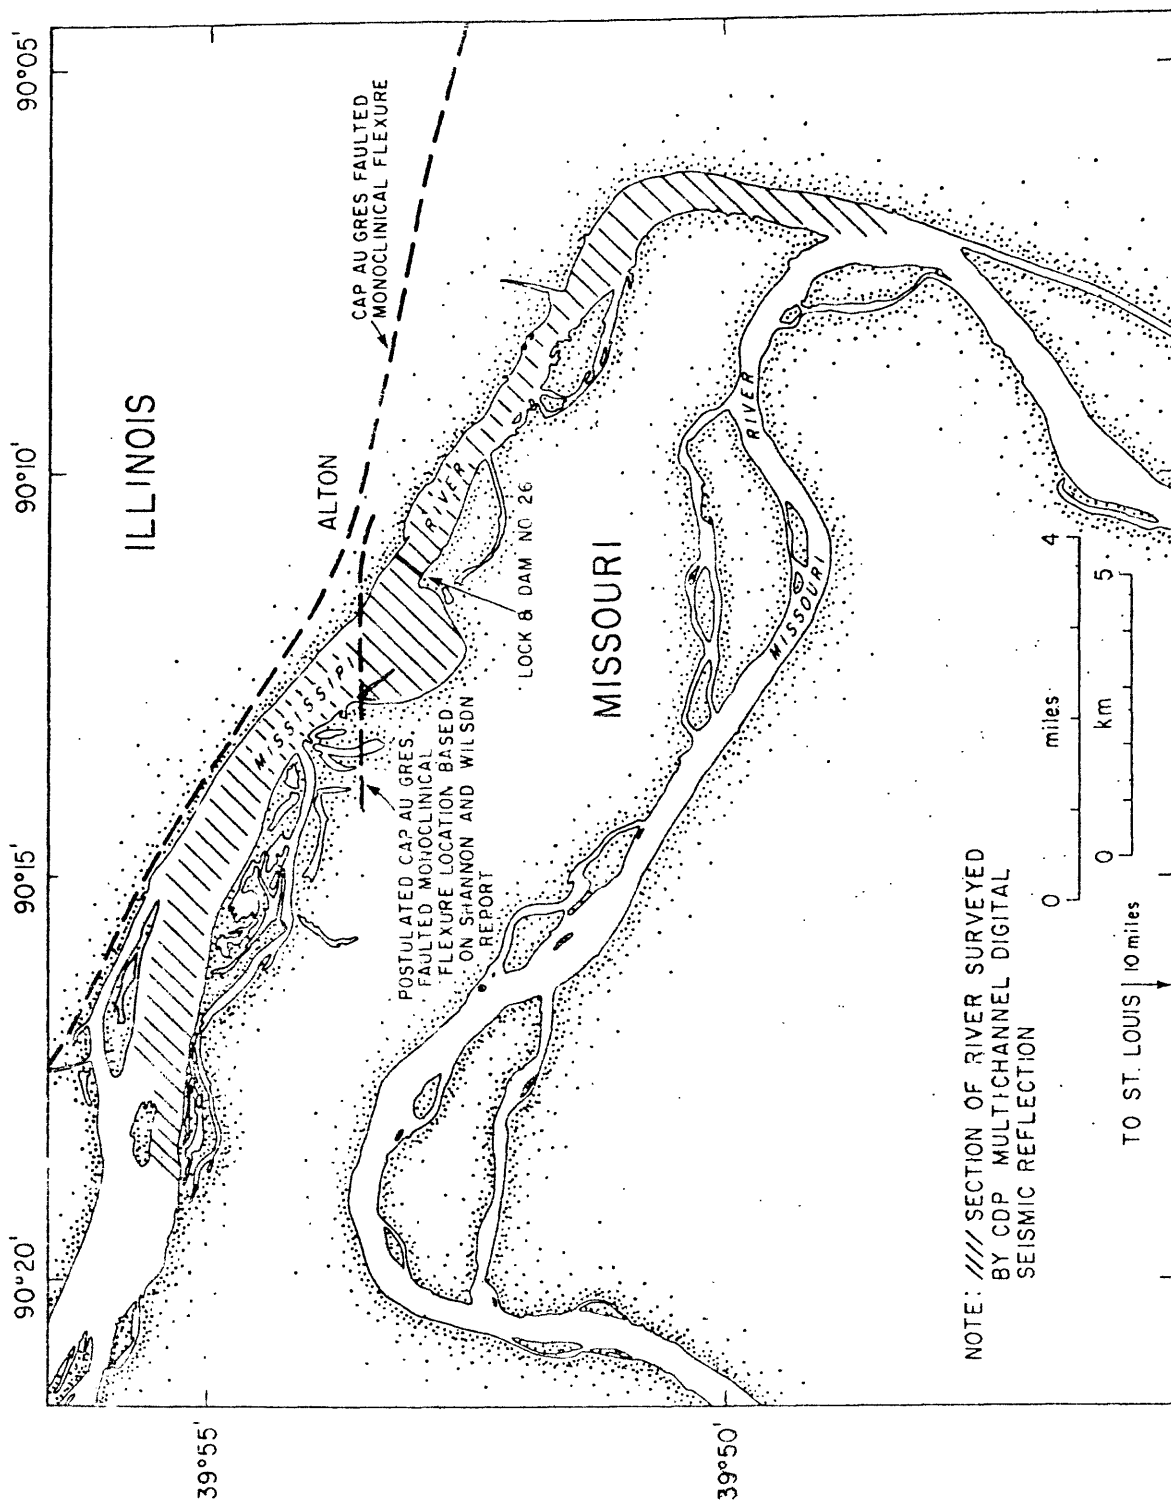 90°20'
90°15'
90°10'
90°05'
39°55'
39°50'
ILLINOIS
ALTON
CAP AU GRES FAULTED
MONOCLINICAL FLEXURE
MISSISSIPI
RIVER
POSTULATED CAP AU GRES
FAULTED MONOCLINICAL
FLEXURE LOCATION BASED
ON SHANNON AND WILSON
REPORT
LOCK & DAM NO 26
MISSOURI
MISSOURI
RIVER
NOTE: //// SECTION OF RIVER SURVEYED
BY CDP MULTICHANNEL DIGITAL
SEISMIC REFLECTION
miles
0 4
km
0 5
TO ST. LOUIS | 10 miles